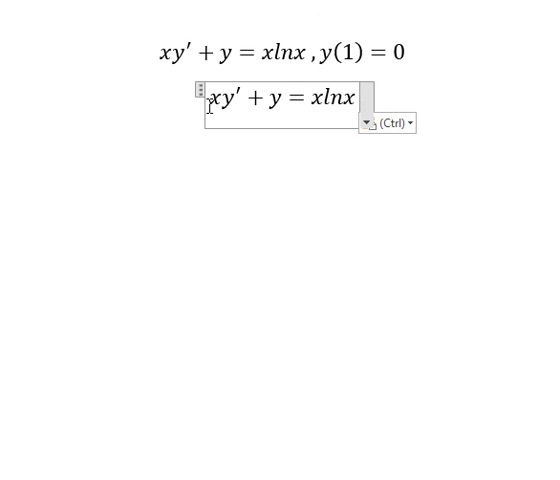 xy′ + y = xlnx , y(1) = 0
xy′ + y = xlnx
(Ctrl)